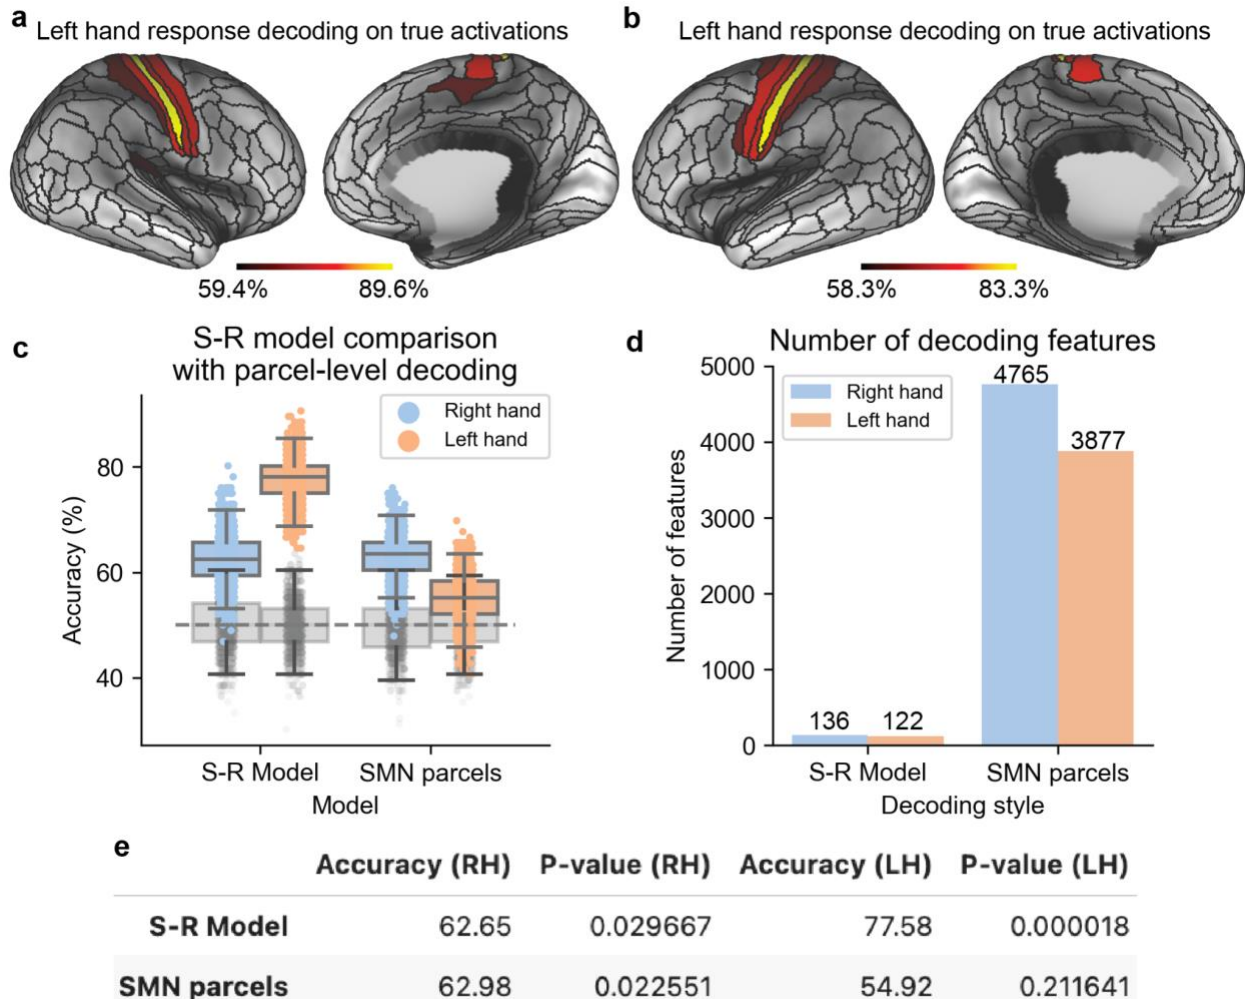 a
Left hand response decoding on true activations
59.4% 89.6%
b
Left hand response decoding on true activations
58.3% 83.3%
c
S-R model comparison
with parcel-level decoding
Right hand
Left hand
Accuracy (%)
80
60
40
S-R Model SMN parcels
Model
d
Number of decoding features
Right hand
Left hand
Number of features
5000
4000
3000
2000
1000
0
136 122 4765 3877
S-R Model SMN parcels
Decoding style
e
Accuracy (RH) P-value (RH) Accuracy (LH) P-value (LH)
S-R Model 62.65 0.029667 77.58 0.000018
SMN parcels 62.98 0.022551 54.92 0.211641